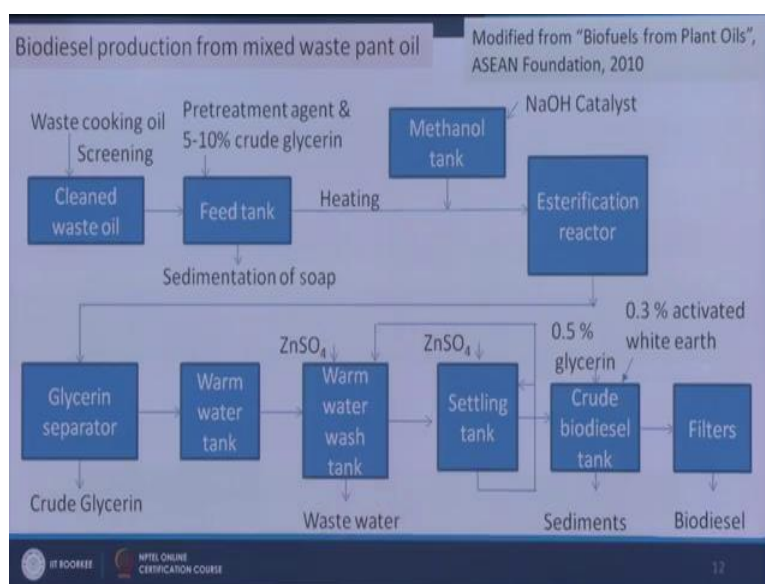 Biodiesel production from mixed waste pant oil
Modified from "Biofuels from Plant Oils",
ASEAN Foundation, 2010
Waste cooking oil
Screening
Pretreatment agent &
5-10% crude glycerin
Methanol
tank
NaOH Catalyst
Cleaned
waste oil
Feed tank
Heating
Esterification
reactor
Sedimentation of soap
0.3 % activated
white earth
0.5 %
glycerin
ZnSO4
ZnSO4
Glycerin
separator
Warm
water
tank
Warm
water
wash
tank
Settling
tank
Crude
biodiesel
tank
Filters
Crude Glycerin
Waste water
Sediments
Biodiesel
IIT ROORKEE
NPTEL ONLINE
CERTIFICATION COURSE
12